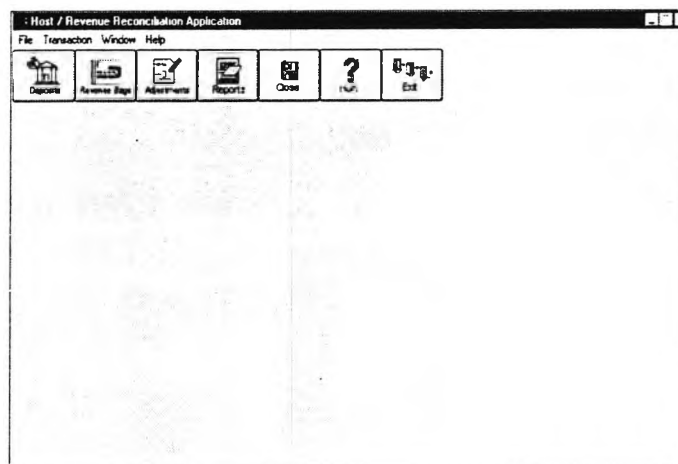 : Host / Revenue Reconciliation Application
File Transaction Window Help
Deposits Revenue Bags Adjustments Reports Close Exit